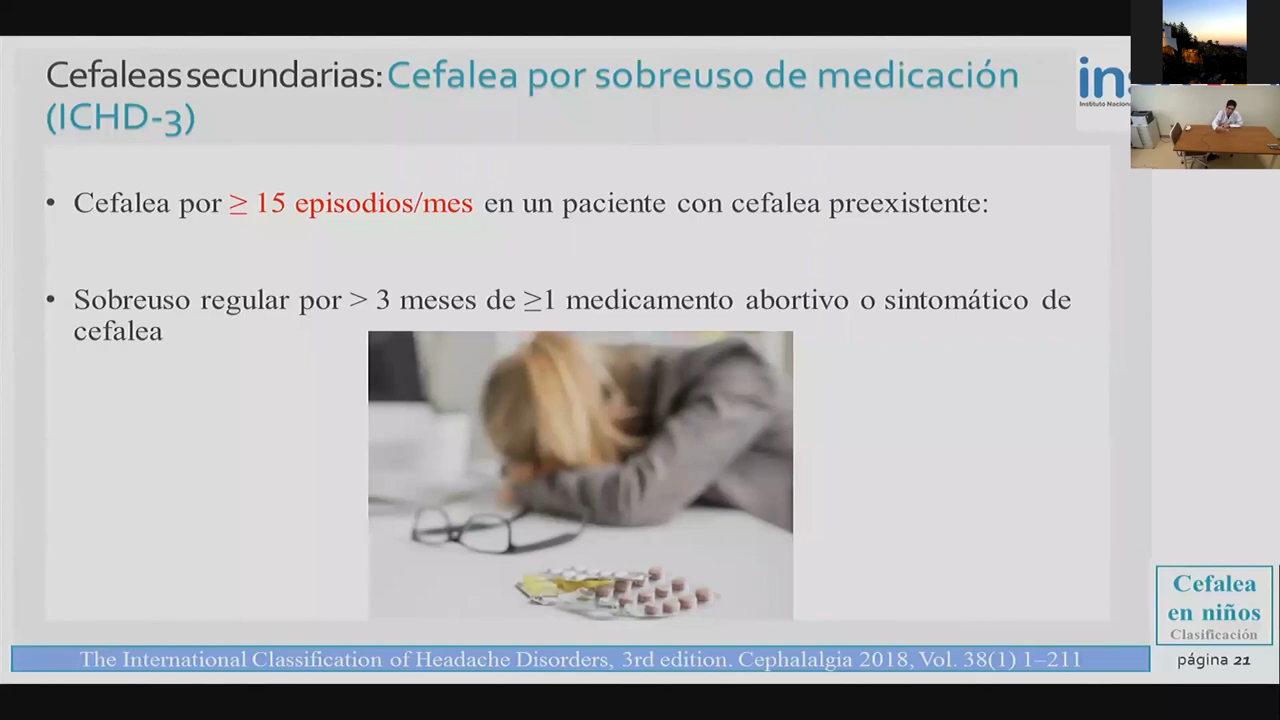 Cefaleas secundarias: Cefalea por sobreuso de medicación
(ICHD-3)
Instituto Nacional
• Cefalea por ≥ 15 episodios/mes en un paciente con cefalea preexistente:
• Sobreuso regular por > 3 meses de ≥1 medicamento abortivo o sintomático de
cefalea
Cefalea
en niños
Clasificación
The International Classification of Headache Disorders, 3rd edition. Cephalalgia 2018, Vol. 38(1) 1–211
página 21